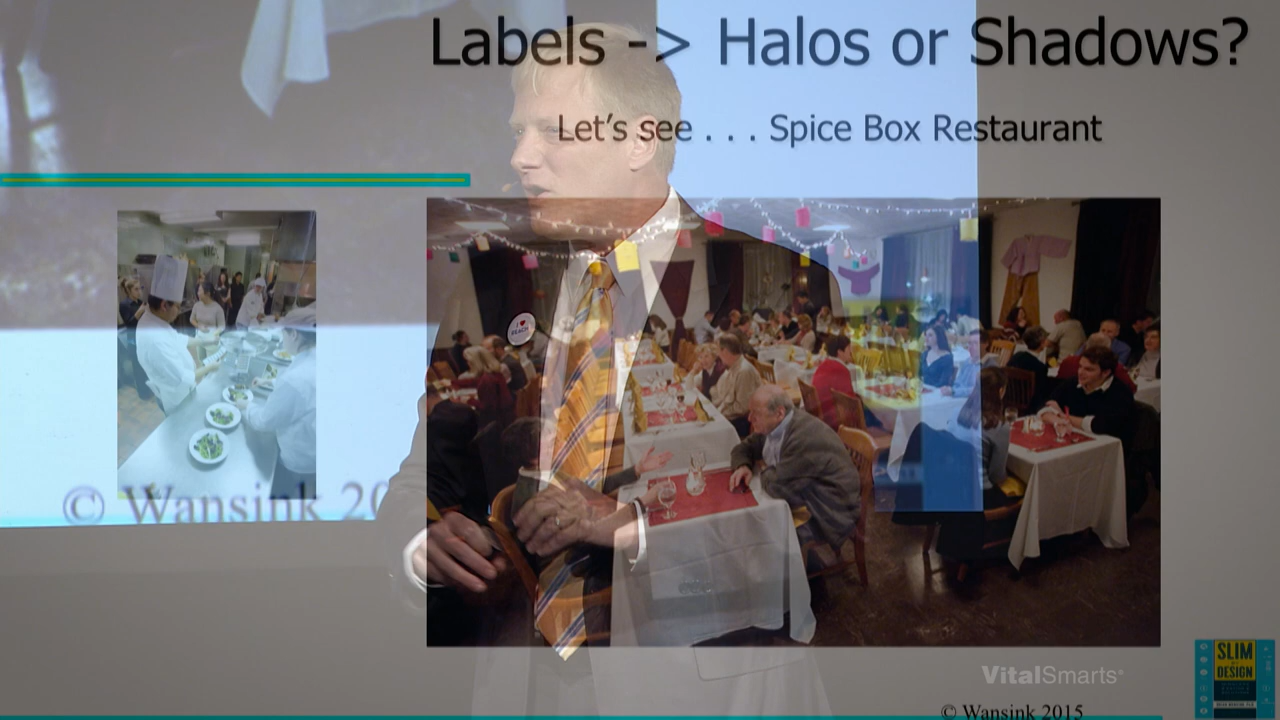 Labels -> Halos or Shadows?
Let's see . . . Spice Box Restaurant
© Wansink 20
VitalSmarts
SLIM
DESIGN
© Wansink 2015